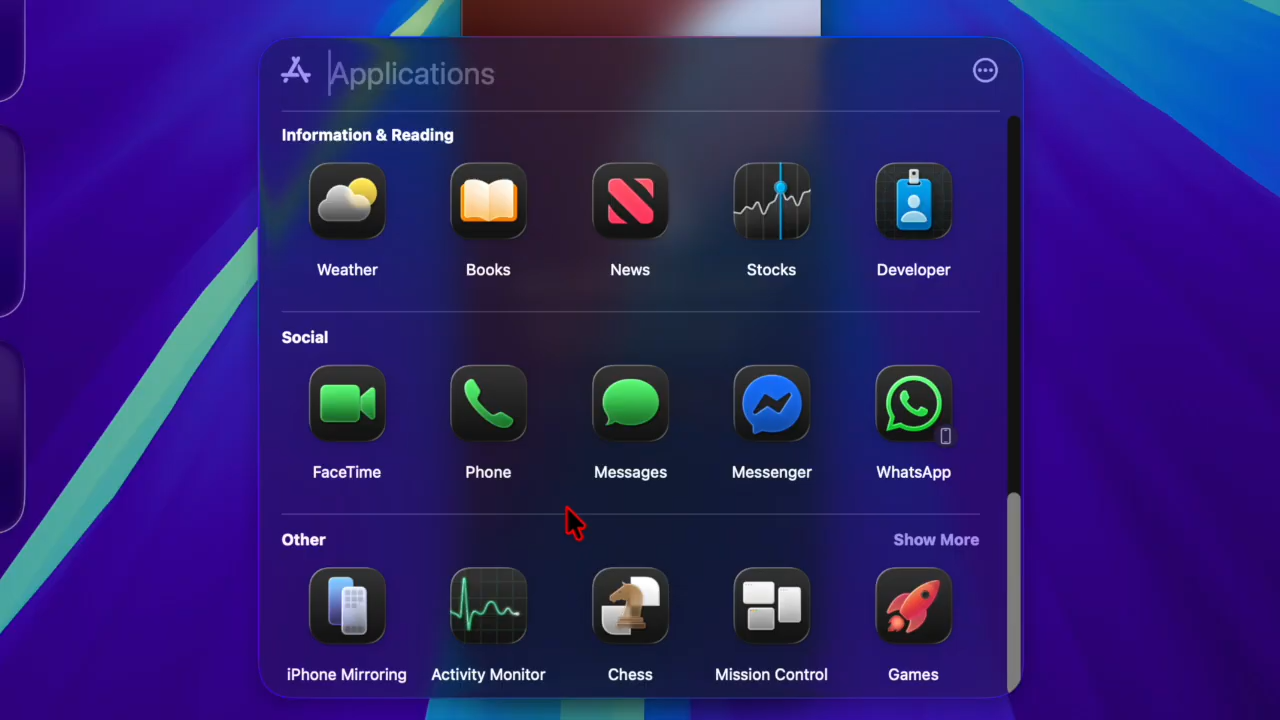 Applications
Information & Reading
Weather Books News Stocks Developer
Social
FaceTime Phone Messages Messenger WhatsApp
Other Show More
iPhone Mirroring Activity Monitor Chess Mission Control Games